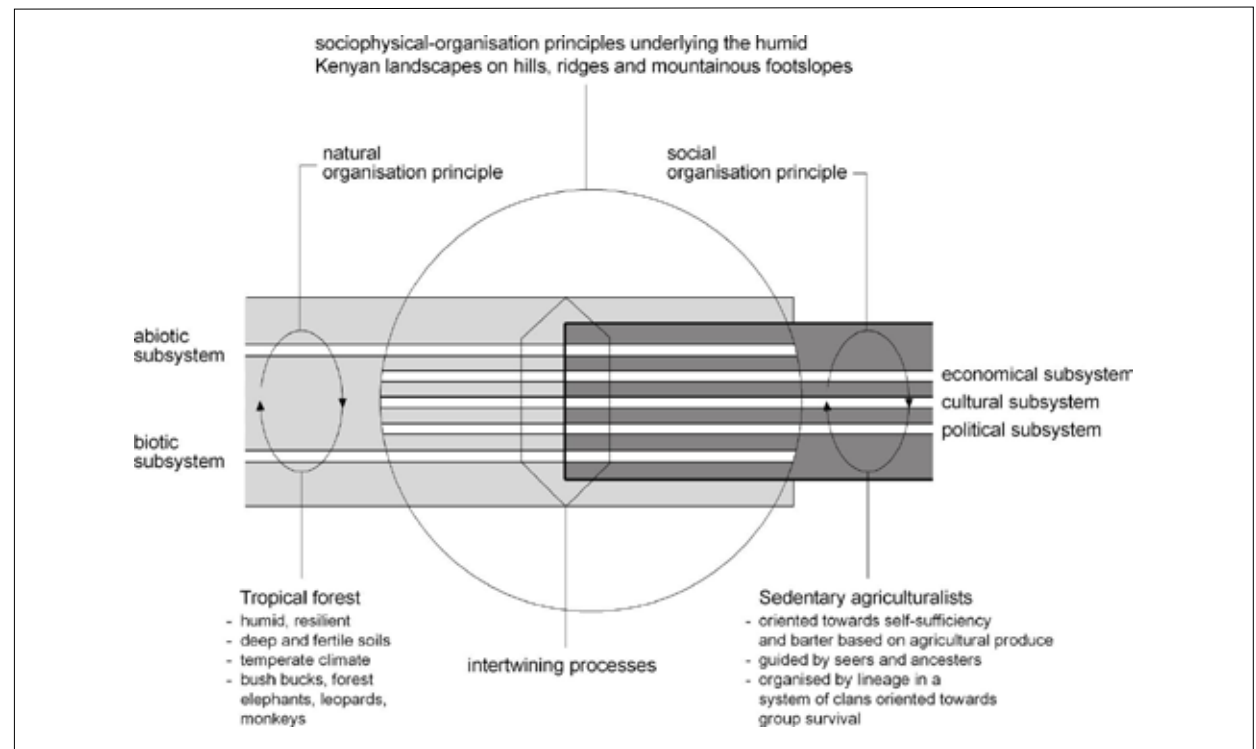 sociophysical-organisation principles underlying the humid
Kenyan landscapes on hills, ridges and mountainous footslopes
natural
organisation principle
social
organisation principle
abiotic
subsystem
biotic
subsystem
economical subsystem
cultural subsystem
political subsystem
Tropical forest
- humid, resilient
- deep and fertile soils
- temperate climate
- bush bucks, forest
elephants, leopards,
monkeys
intertwining processes
Sedentary agriculturalists
- oriented towards self-sufficiency
and barter based on agricultural produce
- guided by seers and ancesters
- organised by lineage in a
system of clans oriented towards
group survival